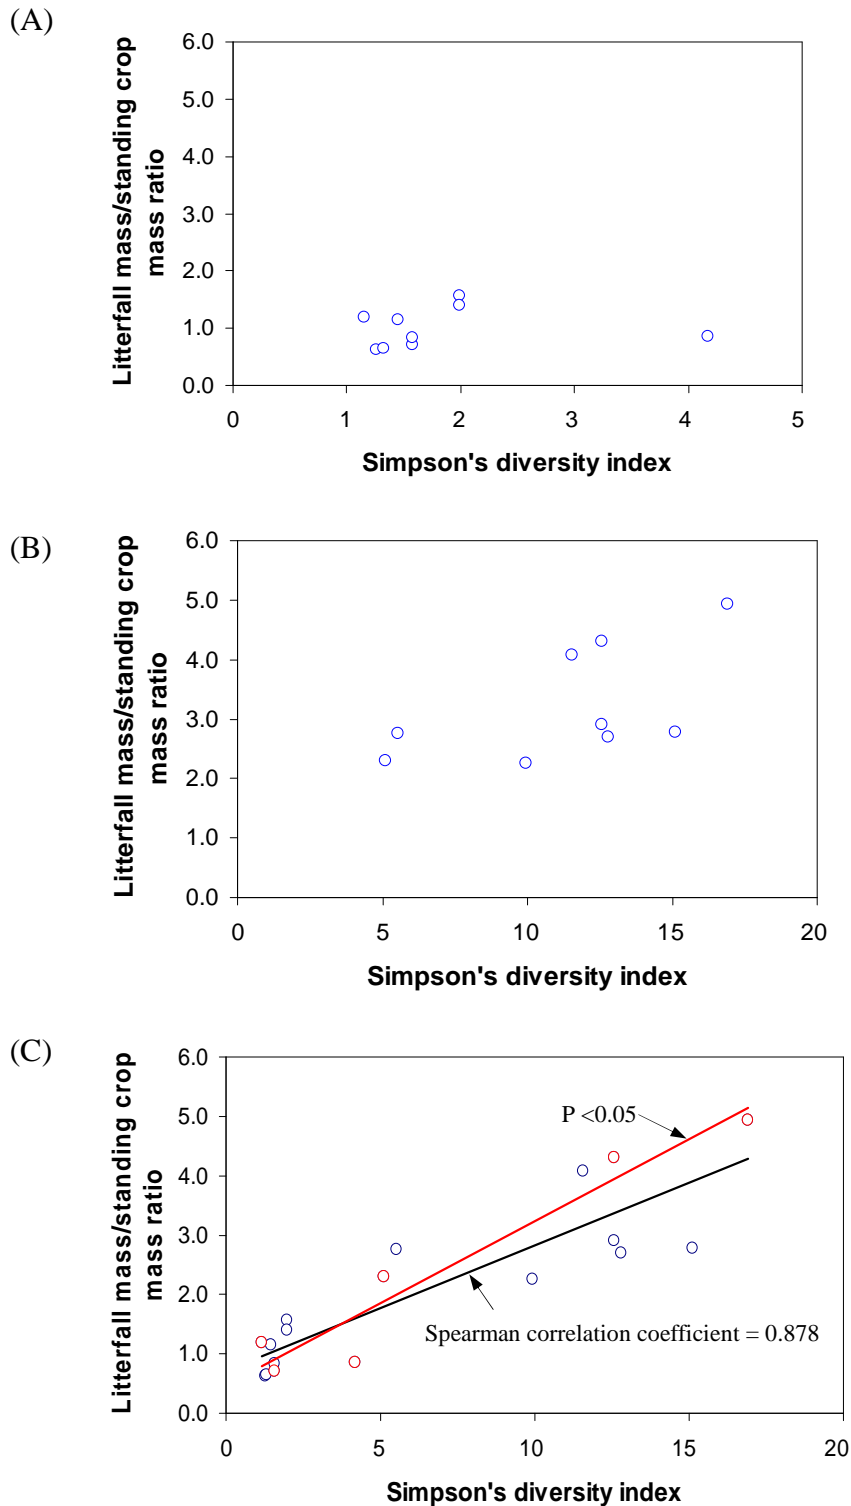 (A)
Litterfall mass/standing crop
mass ratio
6.0
5.0
4.0
3.0
2.0
1.0
0.0
0 1 2 3 4 5
Simpson's diversity index
(B)
Litterfall mass/standing crop
mass ratio
6.0
5.0
4.0
3.0
2.0
1.0
0.0
0 5 10 15 20
Simpson's diversity index
(C)
Litterfall mass/standing crop
mass ratio
6.0
5.0
4.0
3.0
2.0
1.0
0.0
P <0.05
Spearman correlation coefficient = 0.878
0 5 10 15 20
Simpson's diversity index